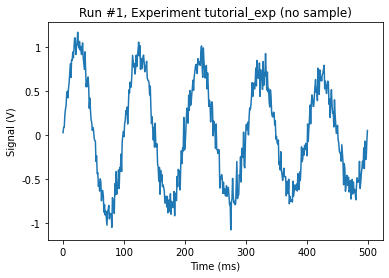 Run #1, Experiment tutorial_exp (no sample)
Signal (V)
1
0.5
0
-0.5
-1
0 100 200 300 400 500
Time (ms)